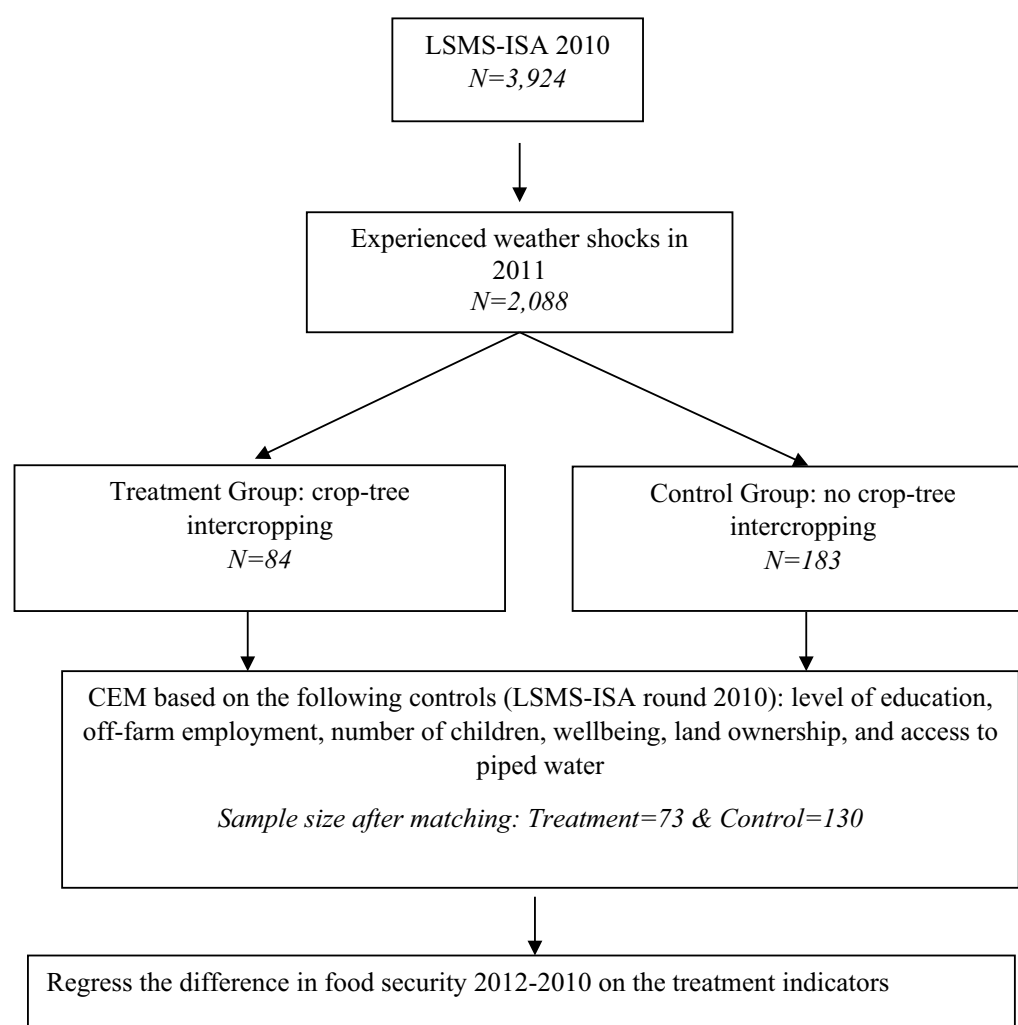 LSMS-ISA 2010
N=3,924
Experienced weather shocks in
2011
N=2,088
Treatment Group: crop-tree
intercropping
N=84
Control Group: no crop-tree
intercropping
N=183
CEM based on the following controls (LSMS-ISA round 2010): level of education,
off-farm employment, number of children, wellbeing, land ownership, and access to
piped water
Sample size after matching: Treatment=73 & Control=130
Regress the difference in food security 2012-2010 on the treatment indicators